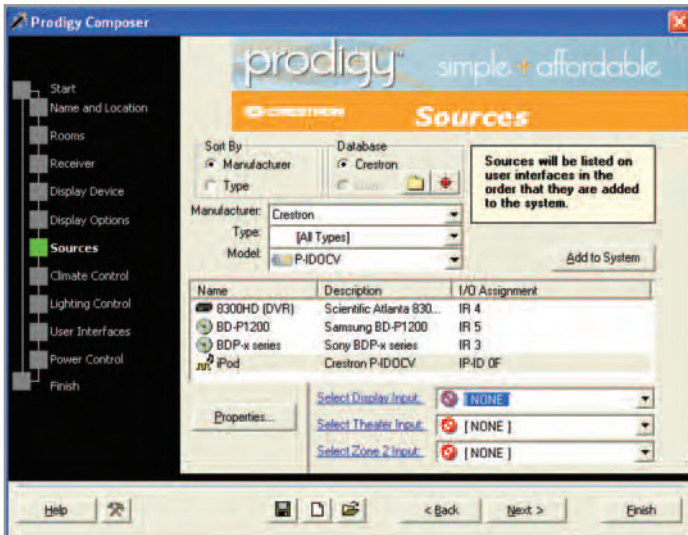 Prodigy Composer
prodigy™ simple + affordable
CRESTRON Sources
Start
Name and Location
Rooms
Receiver
Display Device
Display Options
Sources
Climate Control
Lighting Control
User Interfaces
Power Control
Finish
Sort By
Manufacturer
Type
Database
Crestron
User
Sources will be listed on
user interfaces in the
order that they are added
to the system.
Manufacturer: Crestron
Type: [All Types]
Model: P-IDOCV
Add to System
Name Description I/O Assignment
8300HD (DVR) Scientific Atlanta 830... IR 4
BD-P1200 Samsung BD-P1200 IR 5
BDP-x series Sony BDP-x series IR 3
iPod Crestron P-IDOCV IP-ID 0F
Properties...
Select Display Input: [ NONE ]
Select Theater Input: [ NONE ]
Select Zone 2 Input: [ NONE ]
Help < Back Next > Finish